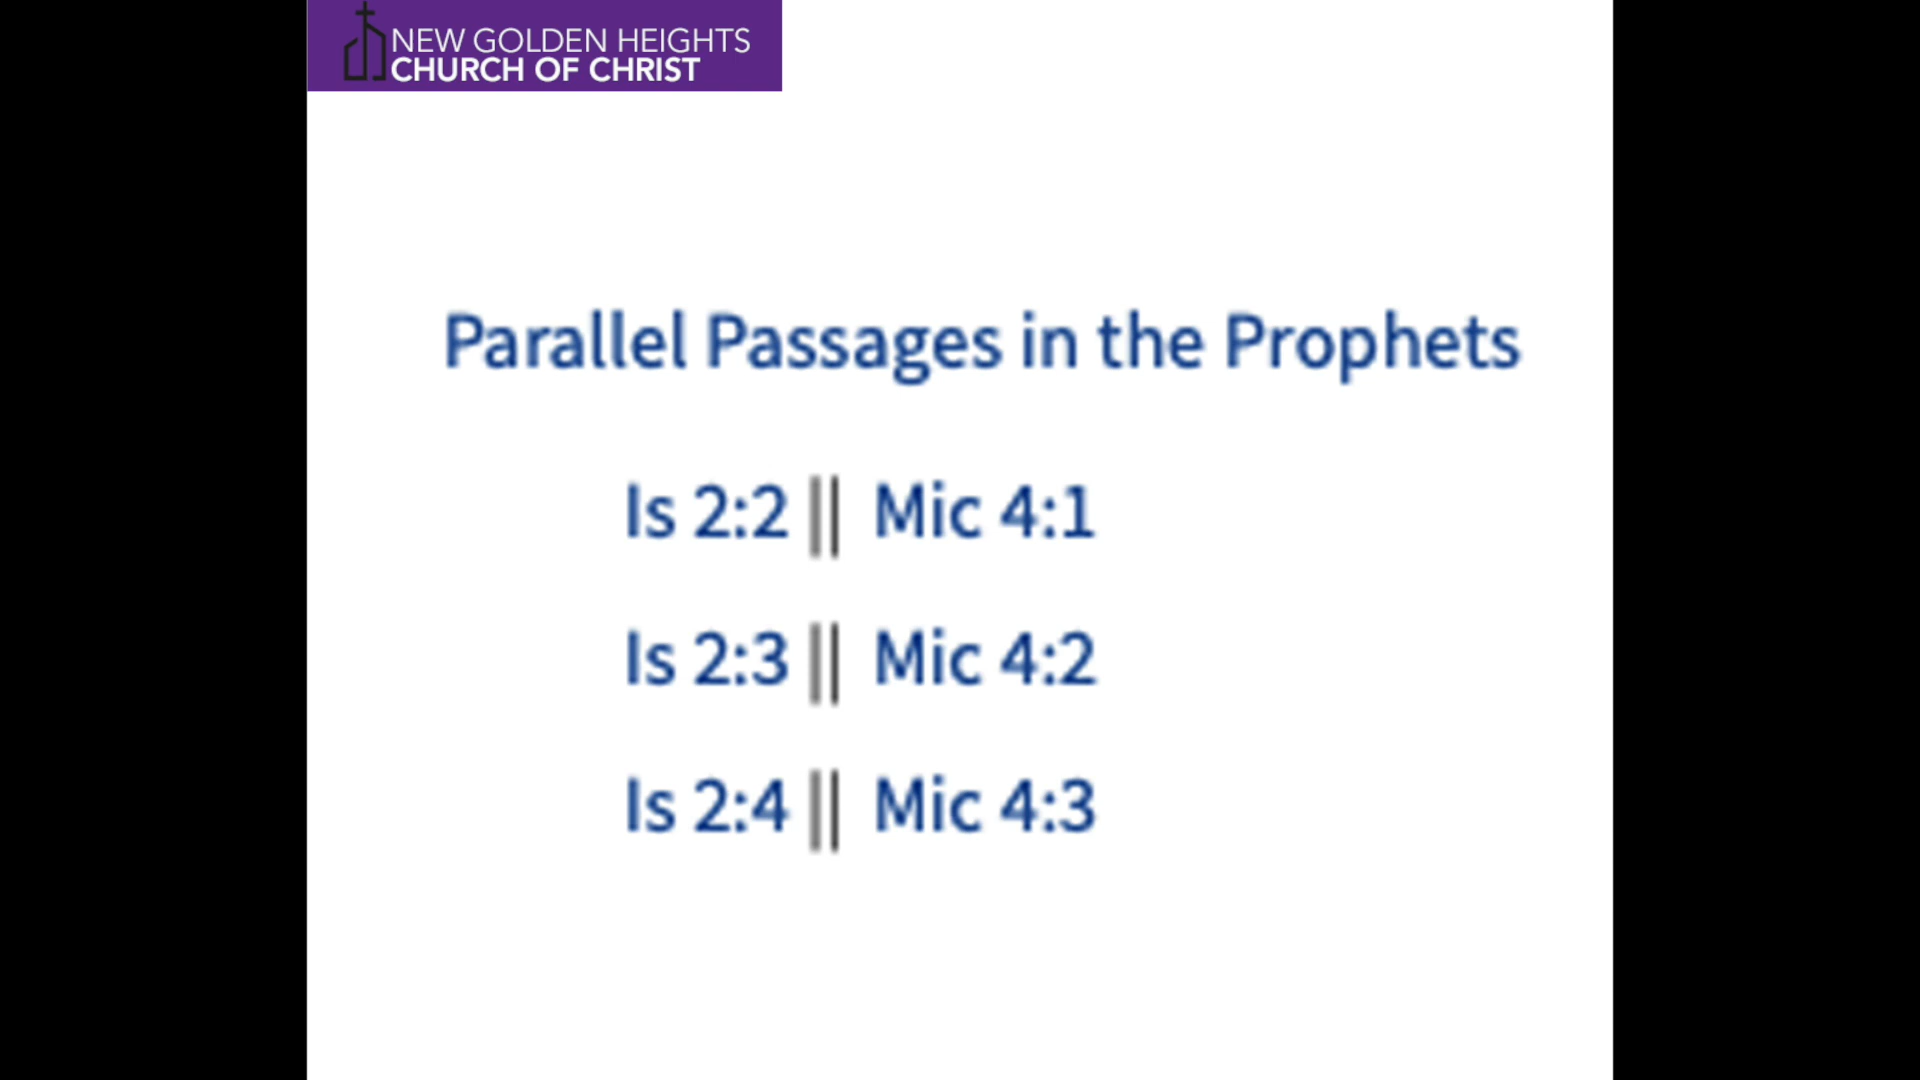 NEW GOLDEN HEIGHTS
CHURCH OF CHRIST
Parallel Passages in the Prophets
Is 2:2 || Mic 4:1
Is 2:3 || Mic 4:2
Is 2:4 || Mic 4:3